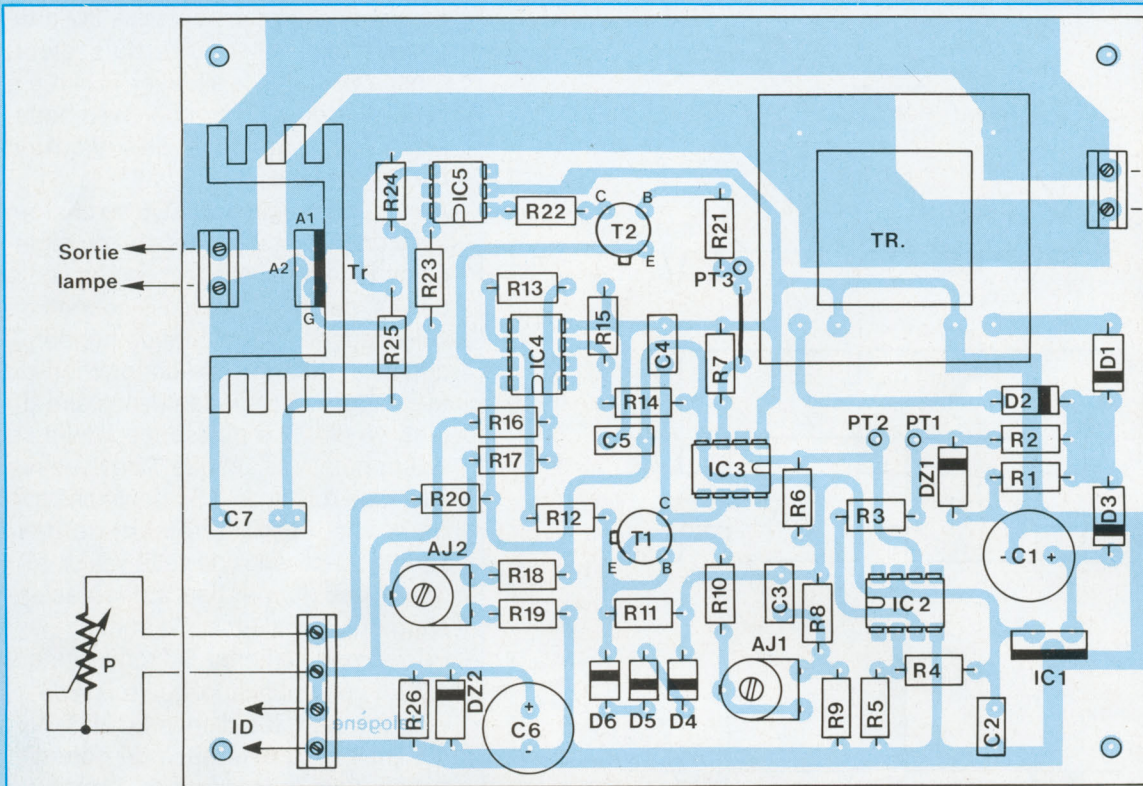 R24
IC5
R22
C
B
T2
E
R21
PT3
TR.
Sortie
lampe
A1
A2
Tr
G
R23
R25
R13
IC4
R15
C4
R7
R14
C5
R16
R17
R20
IC3
PT2
PT1
DZ1
D1
D2
R2
R1
D3
- C1 +
C7
R12
C
T1
E
B
R6
R3
AJ2
R18
R19
R11
R10
C3
R8
IC2
AJ1
P
D6
D5
D4
R9
R5
R4
IC1
C2
ID
R26
DZ2
+
C6
-
Halogène